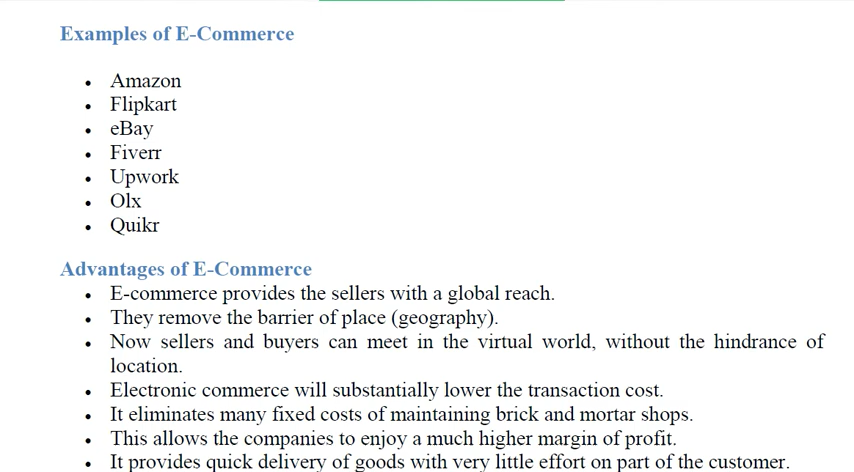 Examples of E-Commerce
• Amazon
• Flipkart
• eBay
• Fiverr
• Upwork
• Olx
• Quikr
Advantages of E-Commerce
• E-commerce provides the sellers with a global reach.
• They remove the barrier of place (geography).
• Now sellers and buyers can meet in the virtual world, without the hindrance of
location.
• Electronic commerce will substantially lower the transaction cost.
• It eliminates many fixed costs of maintaining brick and mortar shops.
• This allows the companies to enjoy a much higher margin of profit.
• It provides quick delivery of goods with very little effort on part of the customer.